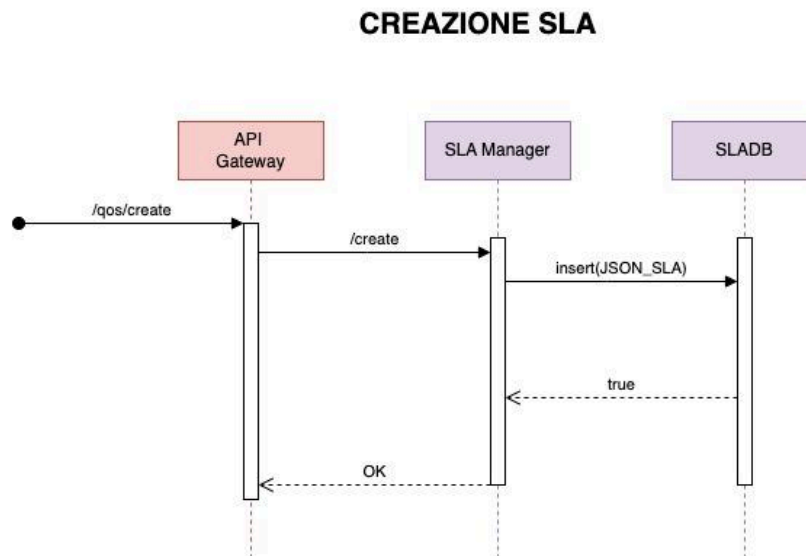 CREAZIONE SLA
API
Gateway
SLA Manager
SLADB
/qos/create
/create
insert(JSON_SLA)
true
OK